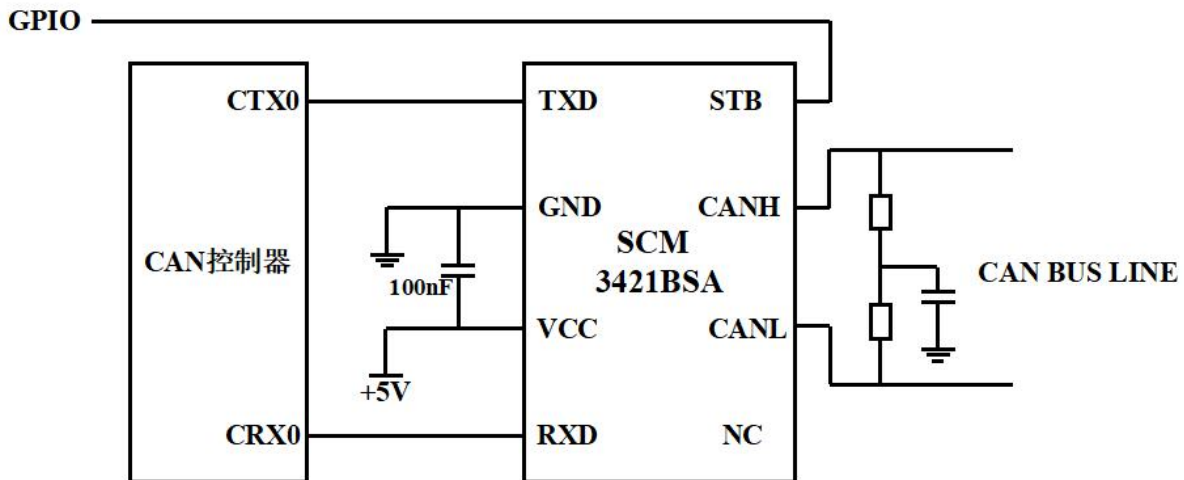 GPIO
CTX0
TXD
STB
GND
CANH
CAN控制器
SCM
3421BSA
100nF
CAN BUS LINE
VCC
CANL
+5V
CRX0
RXD
NC